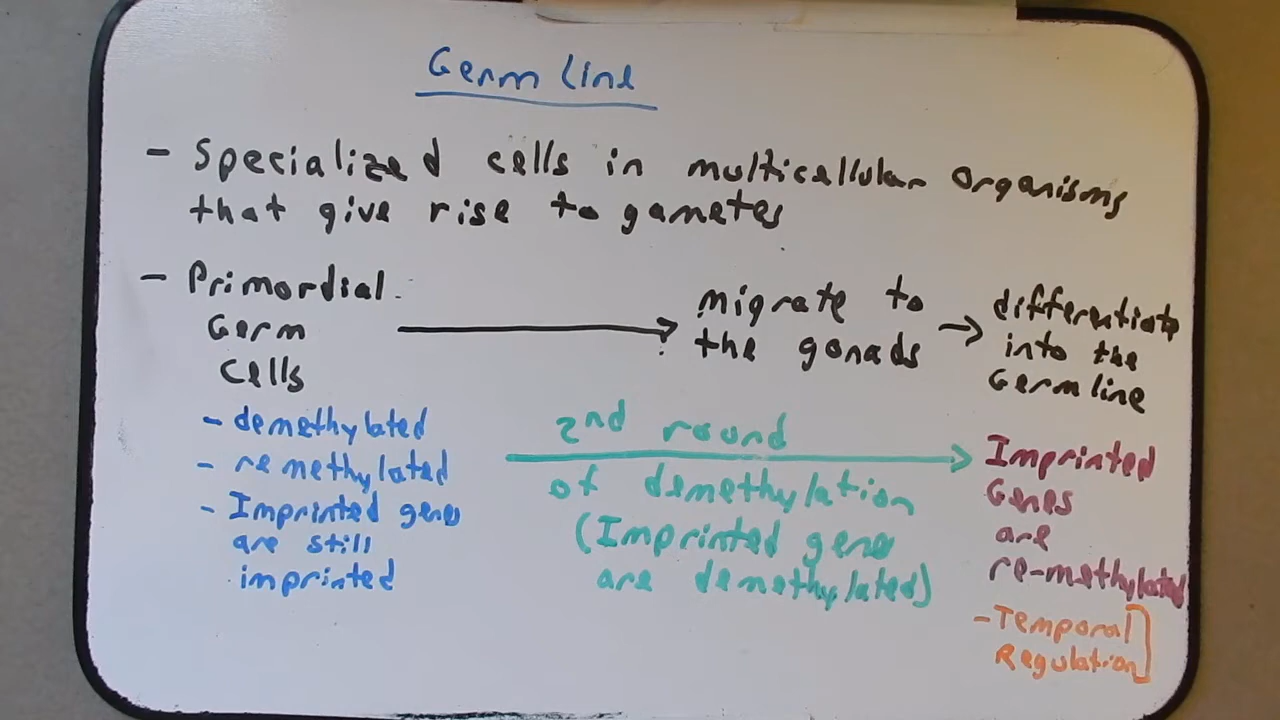 Germ line
- Specialized cells in multicellular organisms
that give rise to gametes
- Primordial
Germ
Cells
migrate to
the gonads
differentiate
into the
Germ line
- demethylated
- remethylated
- Imprinted genes
are still
imprinted
2nd round
of demethylation
(Imprinted genes
are demethylated)
Imprinted
Genes
are
re-methylated
- Temporal
Regulation